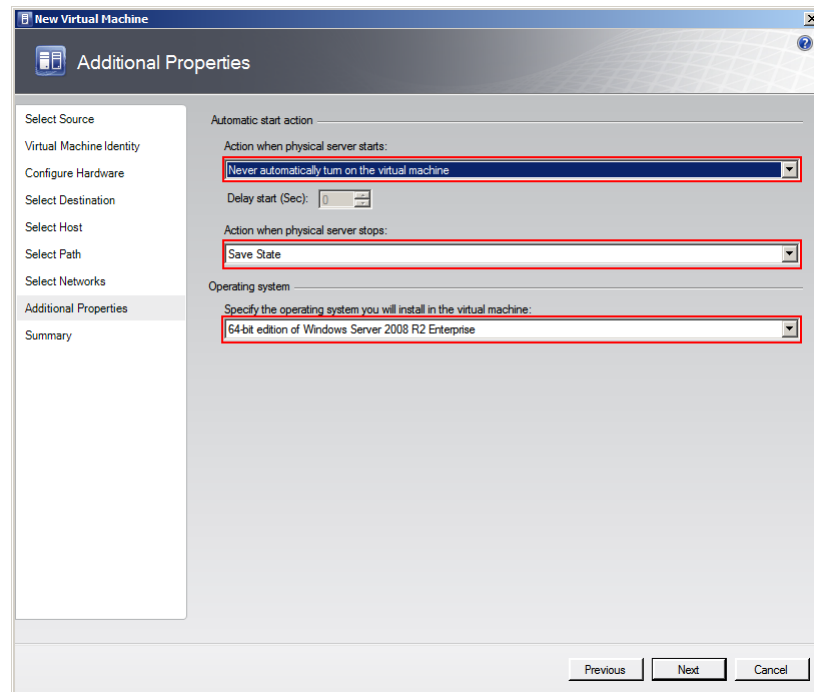 New Virtual Machine
Additional Properties
Select Source
Virtual Machine Identity
Configure Hardware
Select Destination
Select Host
Select Path
Select Networks
Additional Properties
Summary
Automatic start action
Action when physical server starts:
Never automatically turn on the virtual machine
Delay start (Sec): 0
Action when physical server stops:
Save State
Operating system
Specify the operating system you will install in the virtual machine:
64-bit edition of Windows Server 2008 R2 Enterprise
Previous Next Cancel